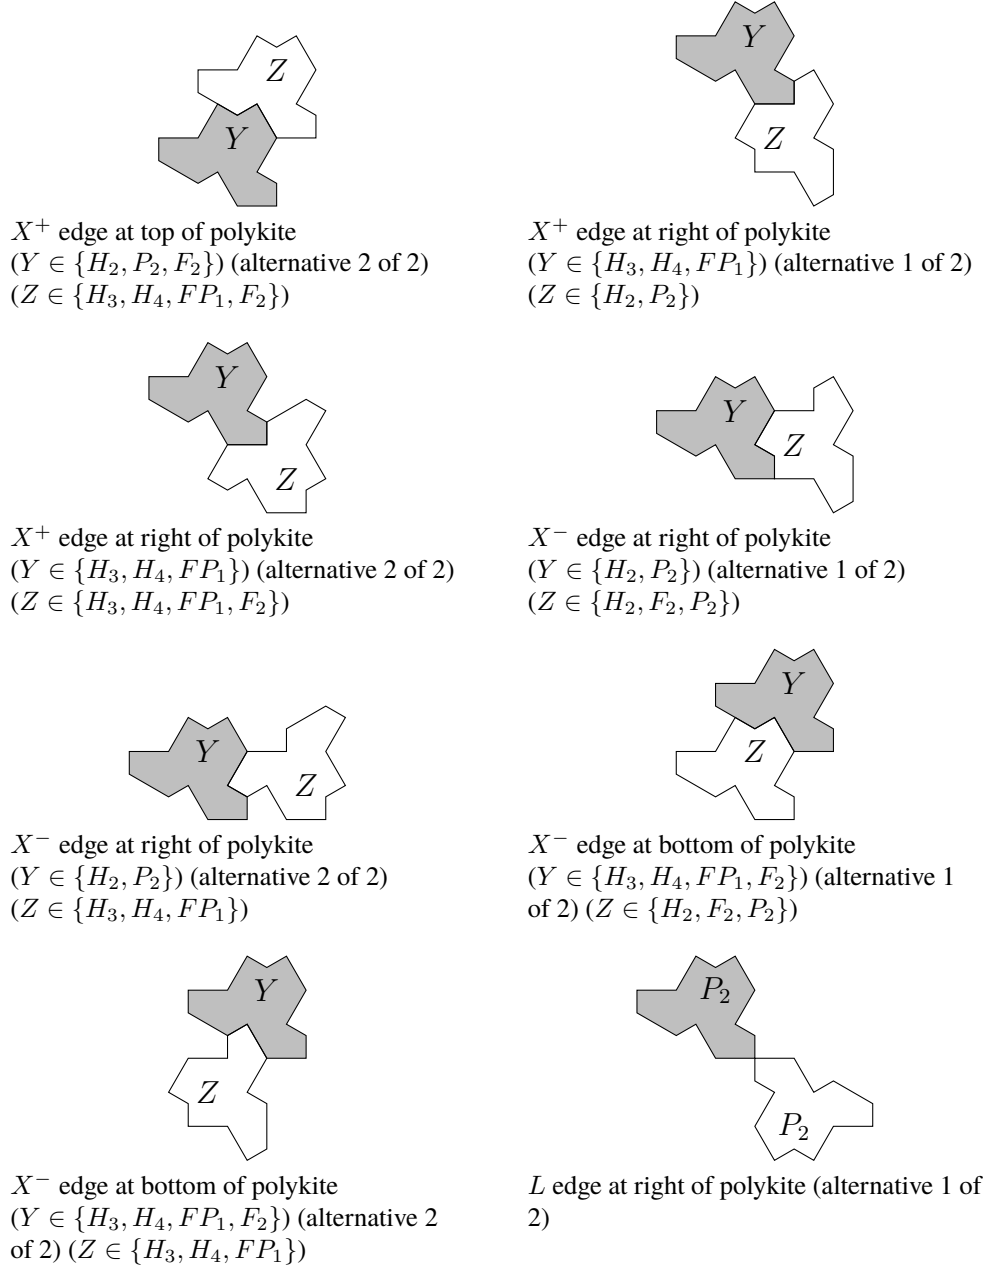 Z
Y
X⁺ edge at top of polykite
(Y ∈ {H₂, P₂, F₂}) (alternative 2 of 2)
(Z ∈ {H₃, H₄, FP₁, F₂})
Y
Z
X⁺ edge at right of polykite
(Y ∈ {H₃, H₄, FP₁}) (alternative 1 of 2)
(Z ∈ {H₂, P₂})
Y
Z
X⁺ edge at right of polykite
(Y ∈ {H₃, H₄, FP₁}) (alternative 2 of 2)
(Z ∈ {H₃, H₄, FP₁, F₂})
Y
Z
X⁻ edge at right of polykite
(Y ∈ {H₂, P₂}) (alternative 1 of 2)
(Z ∈ {H₂, F₂, P₂})
Y
Z
X⁻ edge at right of polykite
(Y ∈ {H₂, P₂}) (alternative 2 of 2)
(Z ∈ {H₃, H₄, FP₁})
Y
Z
X⁻ edge at bottom of polykite
(Y ∈ {H₃, H₄, FP₁, F₂}) (alternative 1
of 2) (Z ∈ {H₂, F₂, P₂})
Y
Z
X⁻ edge at bottom of polykite
(Y ∈ {H₃, H₄, FP₁, F₂}) (alternative 2
of 2) (Z ∈ {H₃, H₄, FP₁})
P₂
P₂
L edge at right of polykite (alternative 1 of
2)